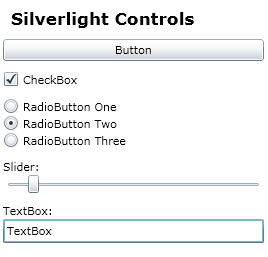 Silverlight Controls
Button
CheckBox
RadioButton One
RadioButton Two
RadioButton Three
Slider:
TextBox:
TextBox